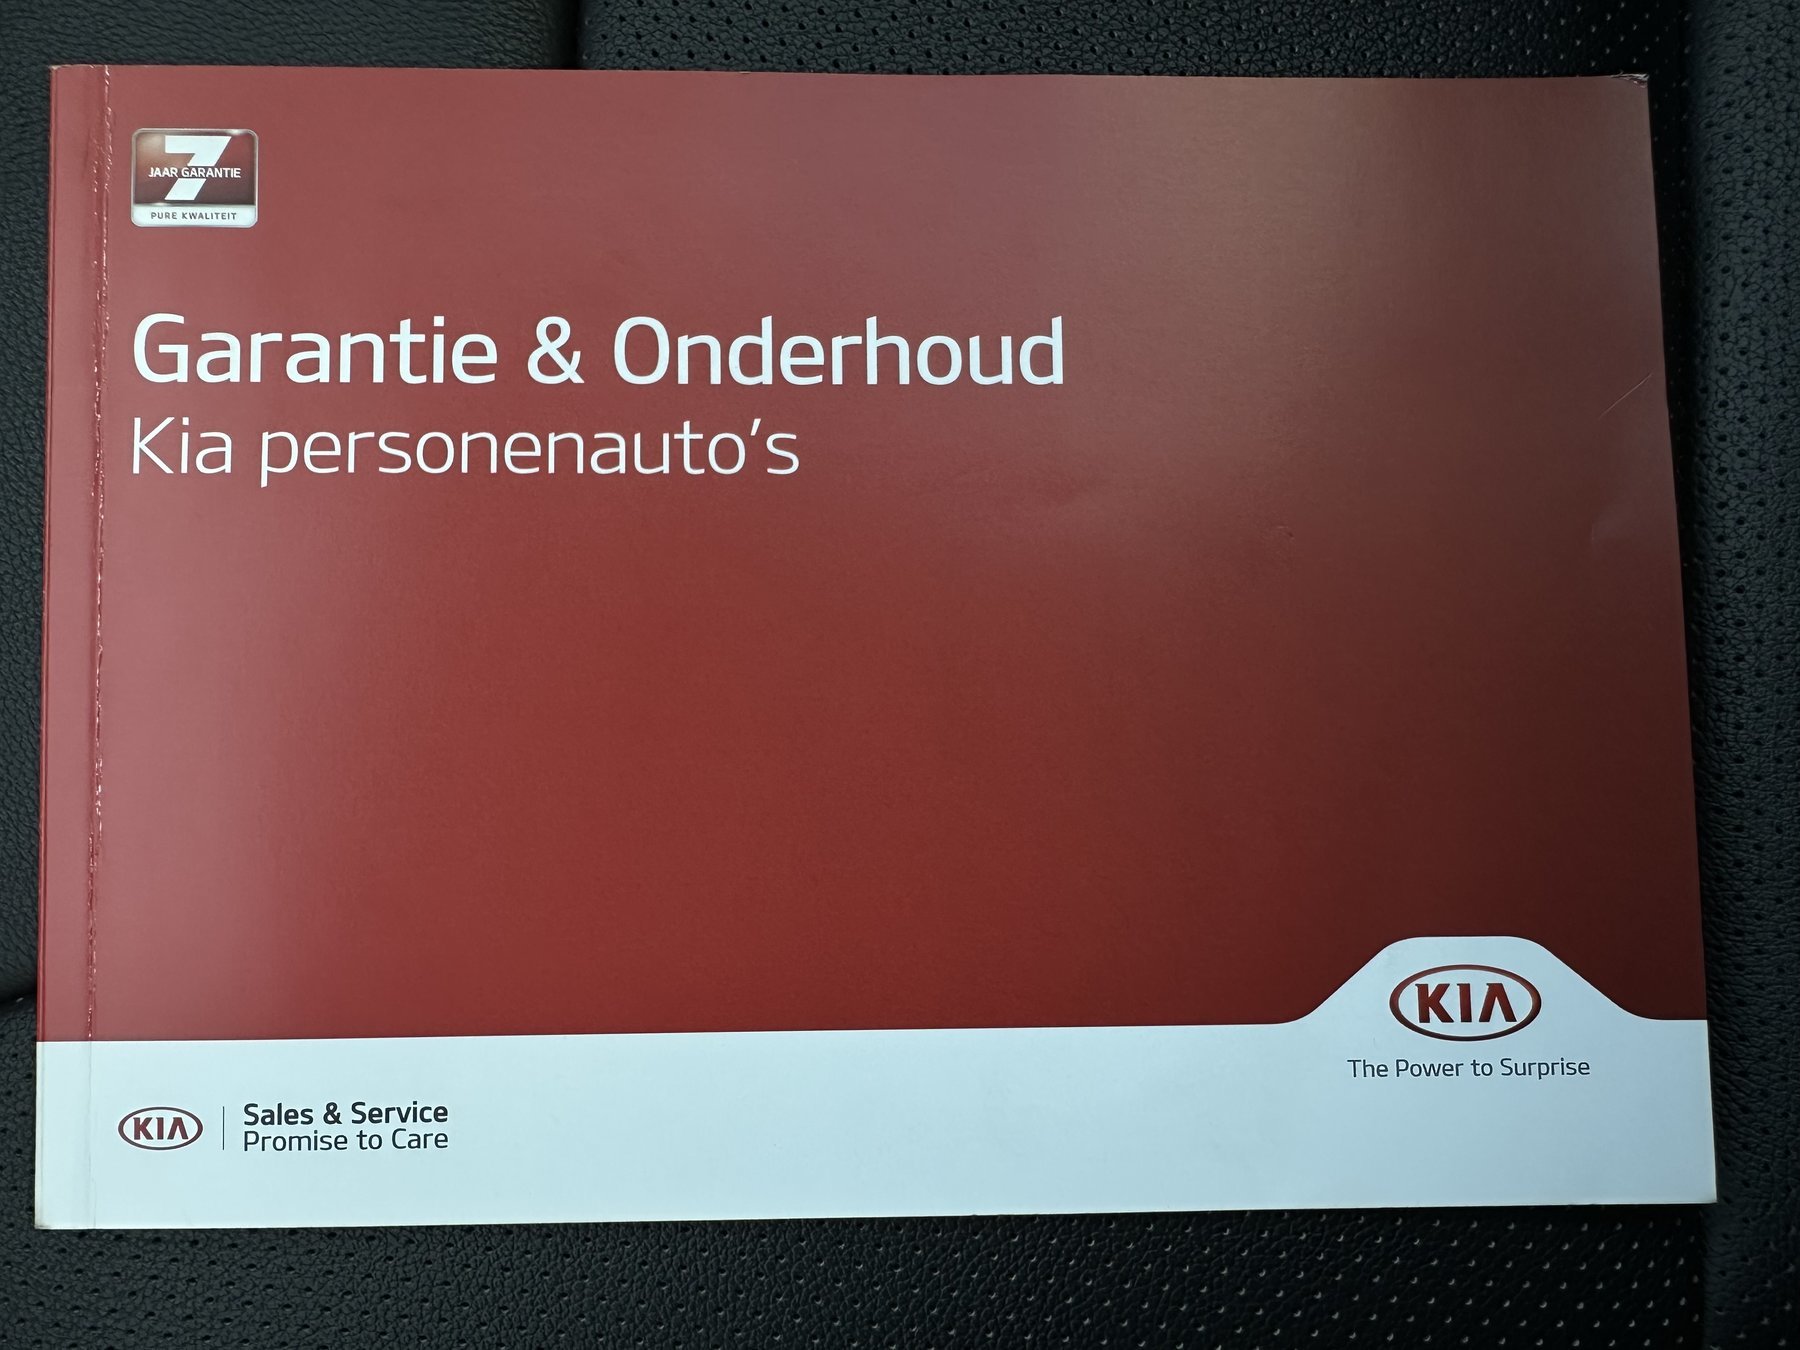 7
JAAR GARANTIE
PURE KWALITEIT
Garantie & Onderhoud
Kia personenauto's
KIA
The Power to Surprise
KIA
Sales & Service
Promise to Care